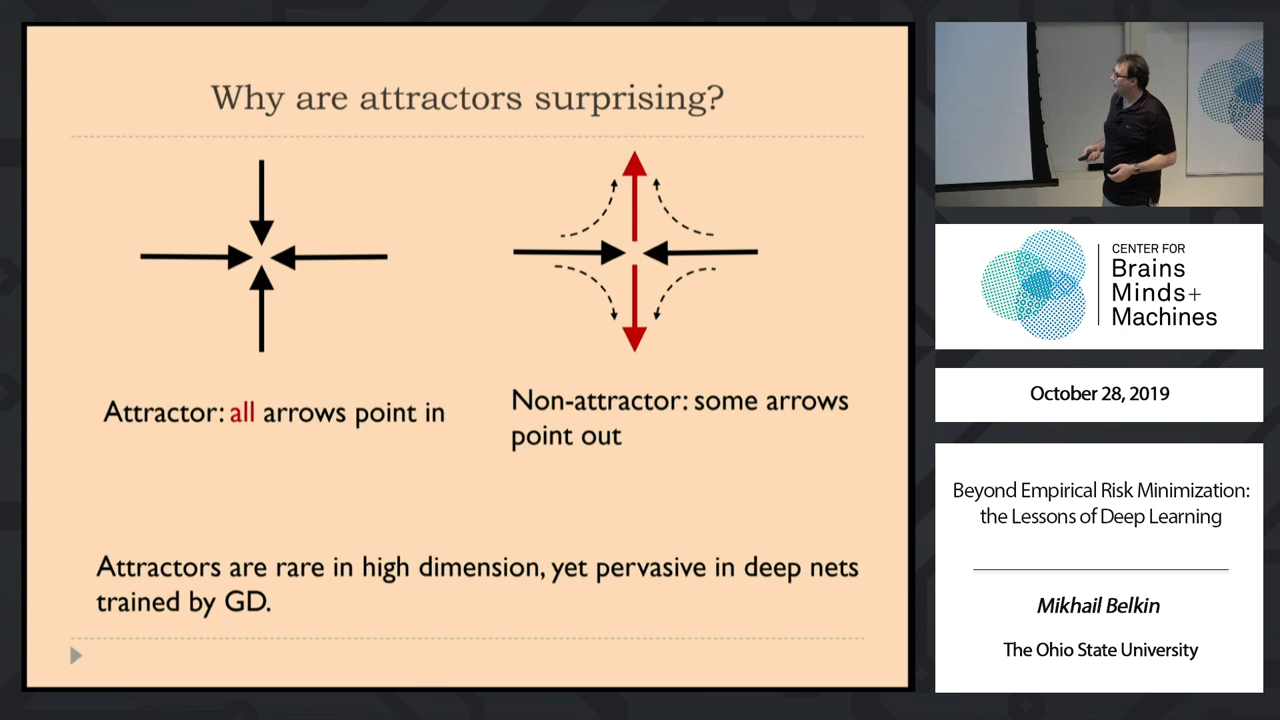 Why are attractors surprising?
Attractor: all arrows point in
Non-attractor: some arrows
point out
Attractors are rare in high dimension, yet pervasive in deep nets
trained by GD.
CENTER FOR
Brains
Minds+
Machines
October 28, 2019
Beyond Empirical Risk Minimization:
the Lessons of Deep Learning
Mikhail Belkin
The Ohio State University